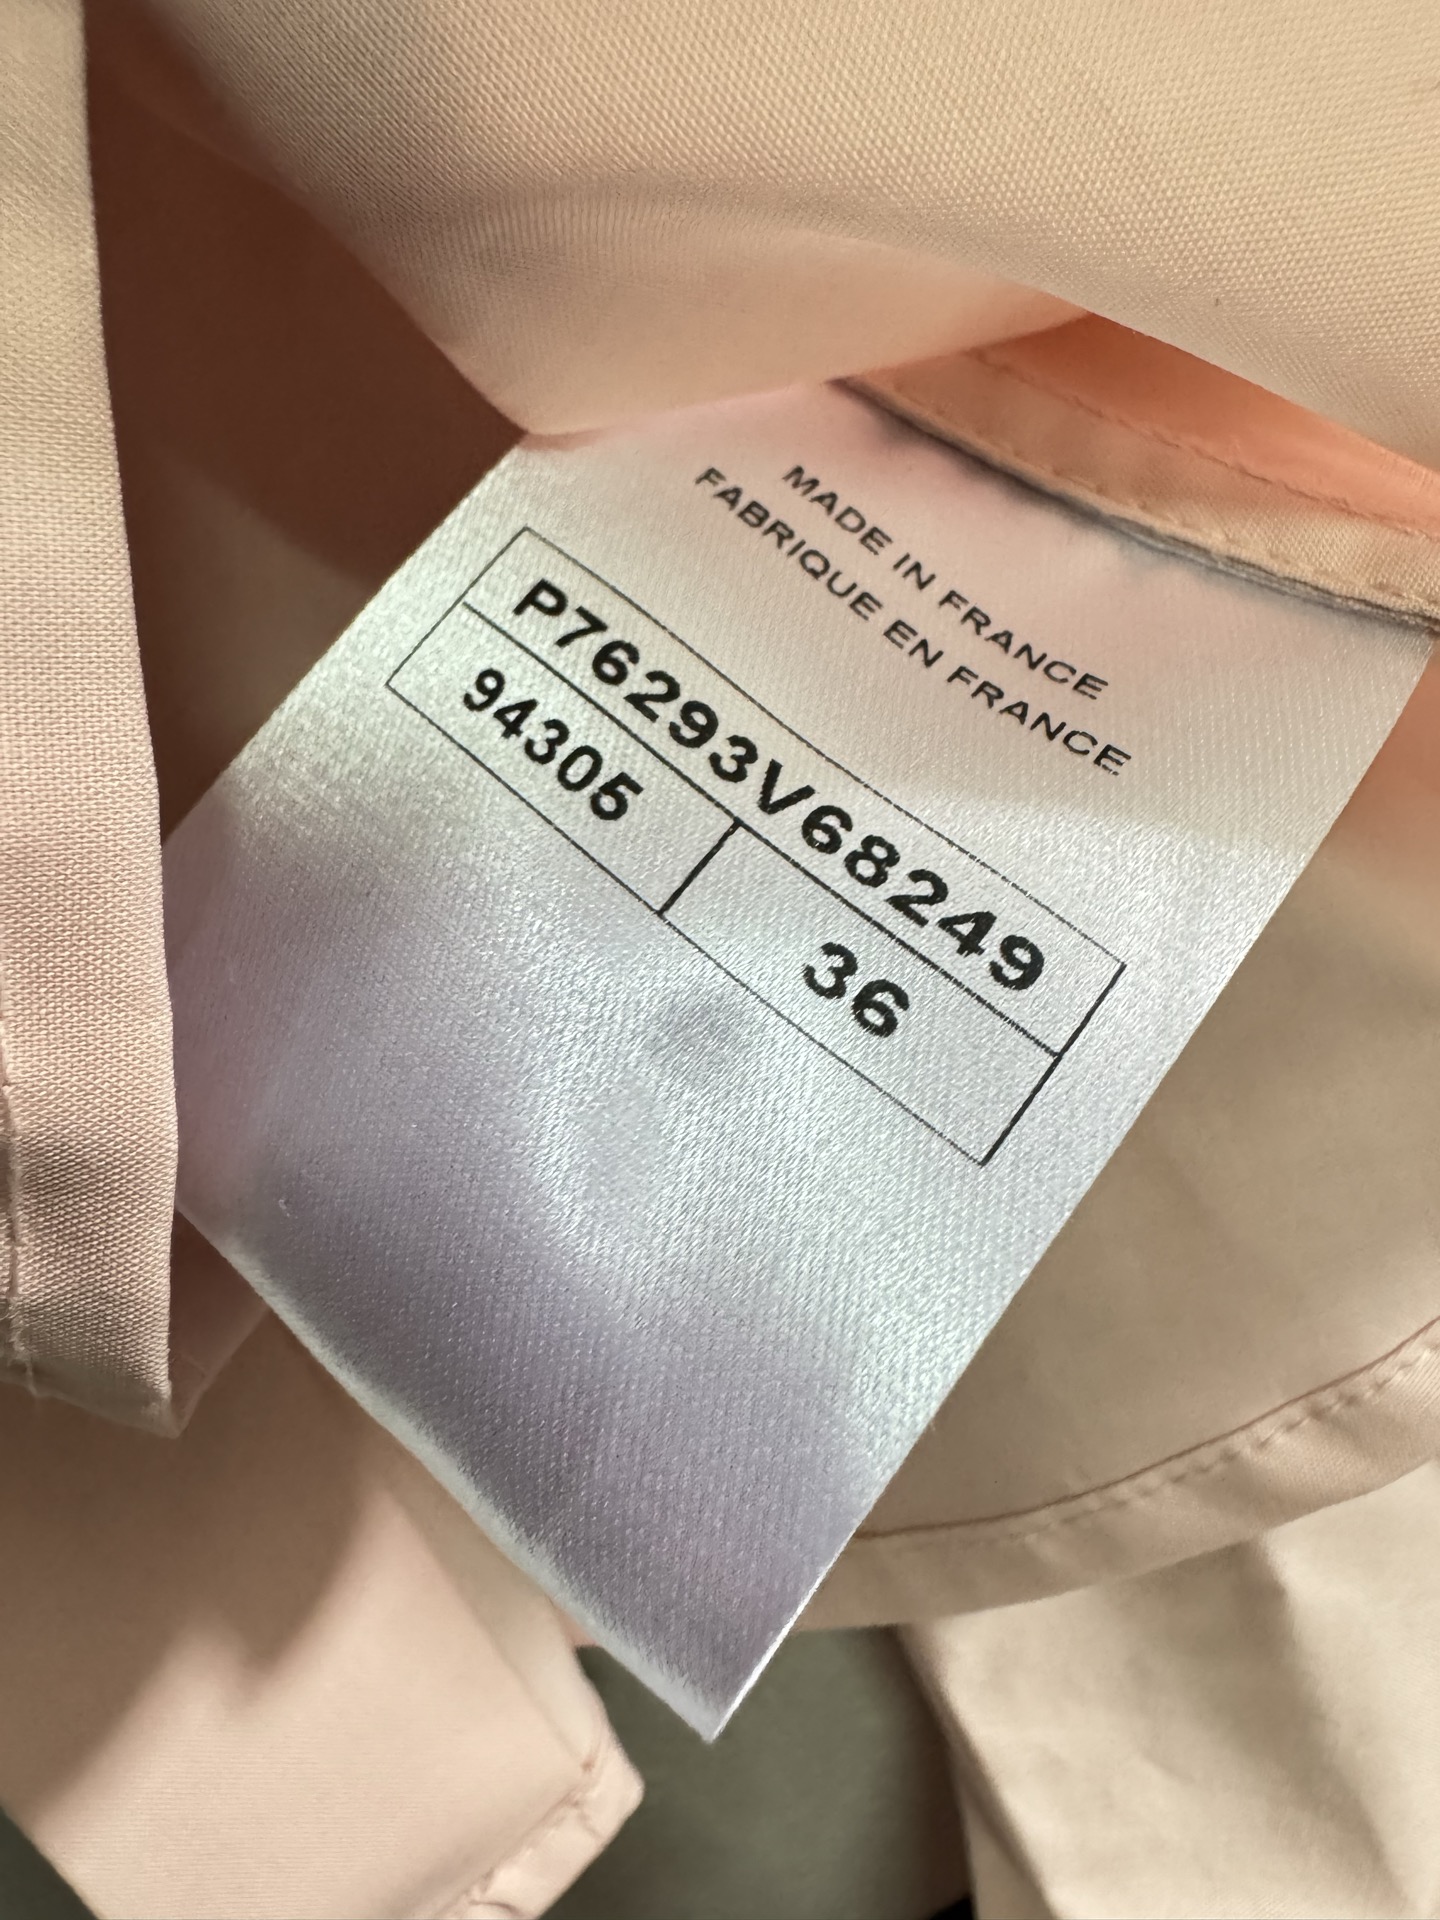 MADE IN FRANCE
FABRIQUE EN FRANCE
P76293V68249
94305 36